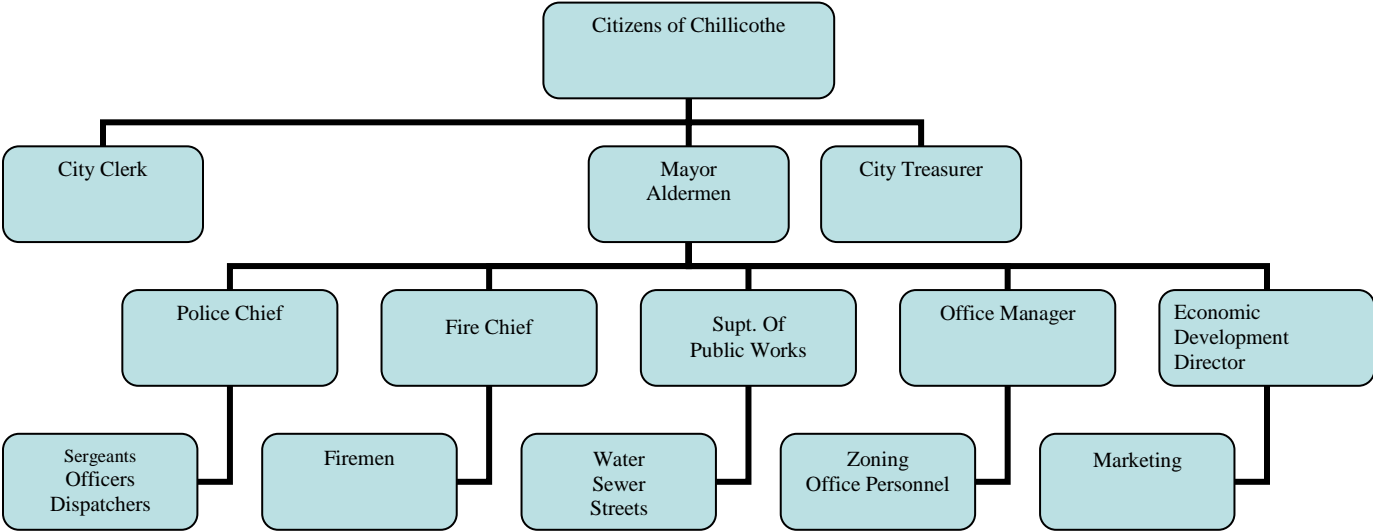 Citizens of Chillicothe
City Clerk
Mayor
Aldermen
City Treasurer
Police Chief
Fire Chief
Supt. Of
Public Works
Office Manager
Economic
Development
Director
Sergeants
Officers
Dispatchers
Firemen
Water
Sewer
Streets
Zoning
Office Personnel
Marketing